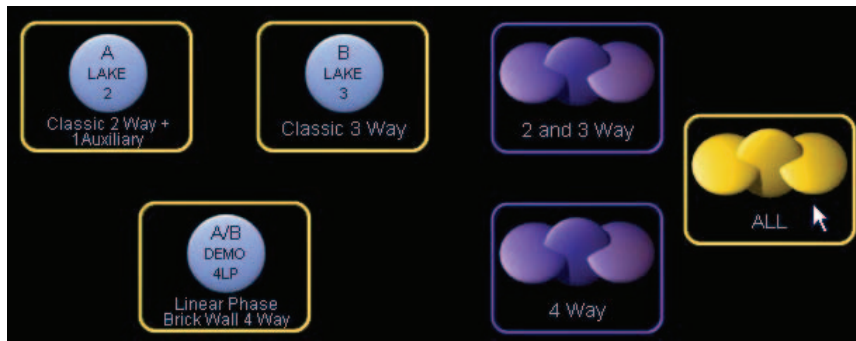 A
LAKE
2
Classic 2 Way +
1Auxiliary
B
LAKE
3
Classic 3 Way
2 and 3 Way
ALL
A/B
DEMO
4LP
Linear Phase
Brick Wall 4 Way
4 Way